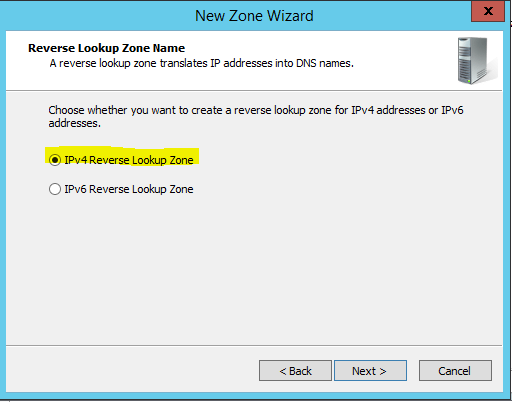 New Zone Wizard
x
Reverse Lookup Zone Name
A reverse lookup zone translates IP addresses into DNS names.
Choose whether you want to create a reverse lookup zone for IPv4 addresses or IPv6
addresses.
IPv4 Reverse Lookup Zone
IPv6 Reverse Lookup Zone
< Back Next > Cancel